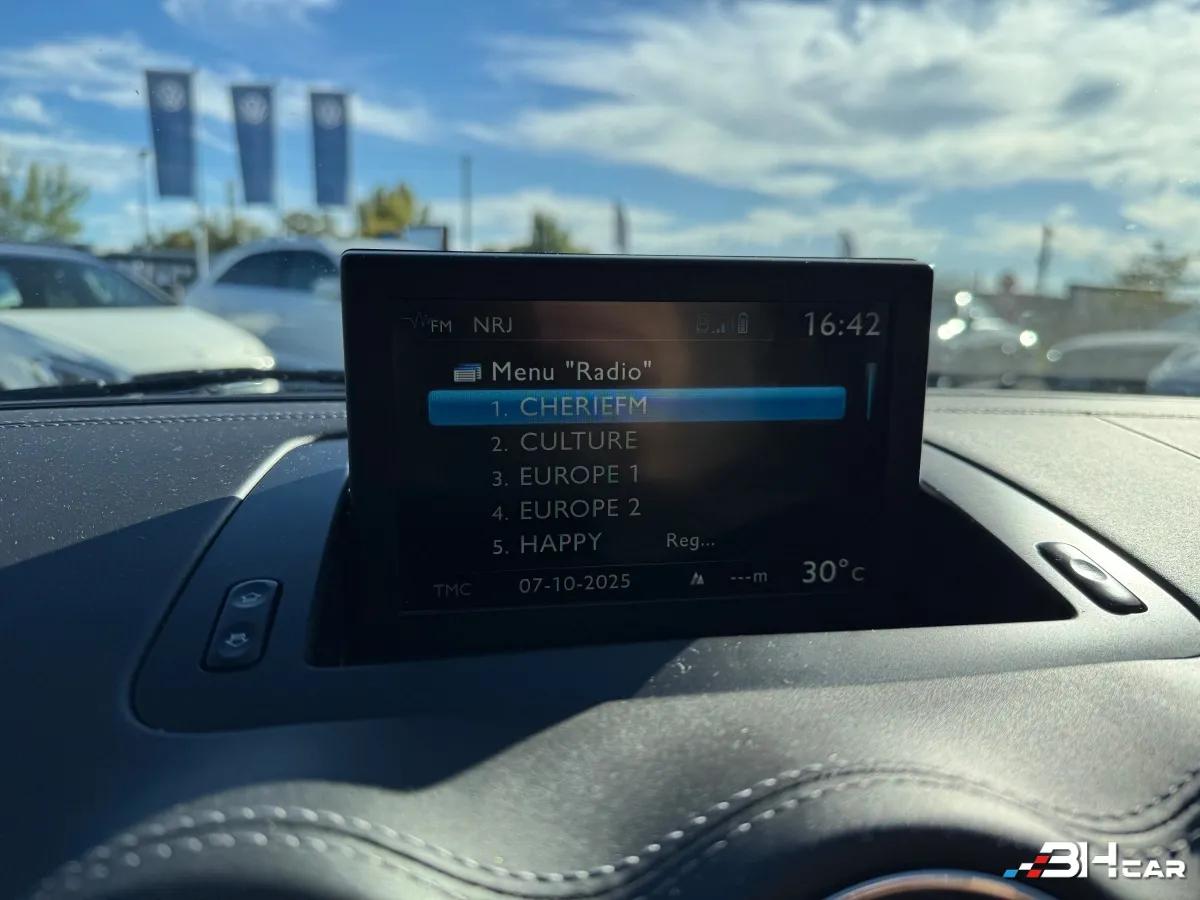 FM NRJ 16:42
Menu "Radio"
1. CHERIEFM
2. CULTURE
3. EUROPE 1
4. EUROPE 2
5. HAPPY Reg...
TMC 07-10-2025 ---m 30°c
3HCAR